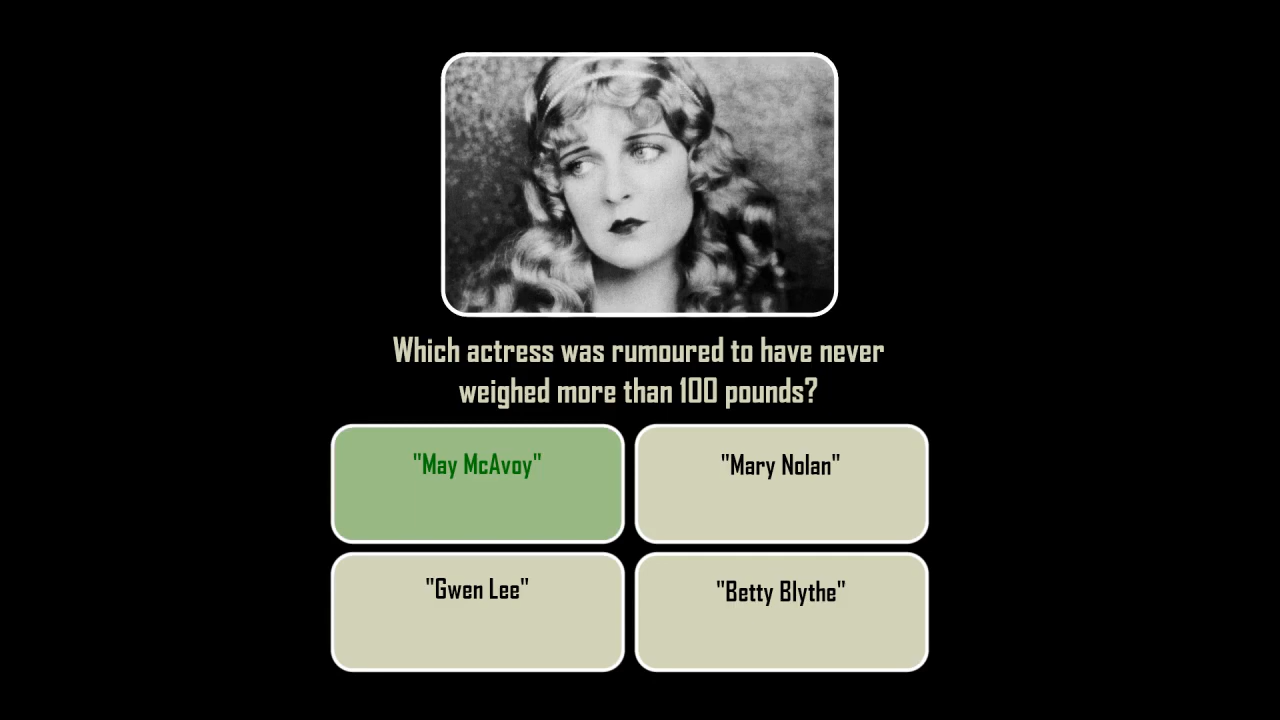 Which actress was rumoured to have never
weighed more than 100 pounds?
"May McAvoy"
"Mary Nolan"
"Gwen Lee"
"Betty Blythe"